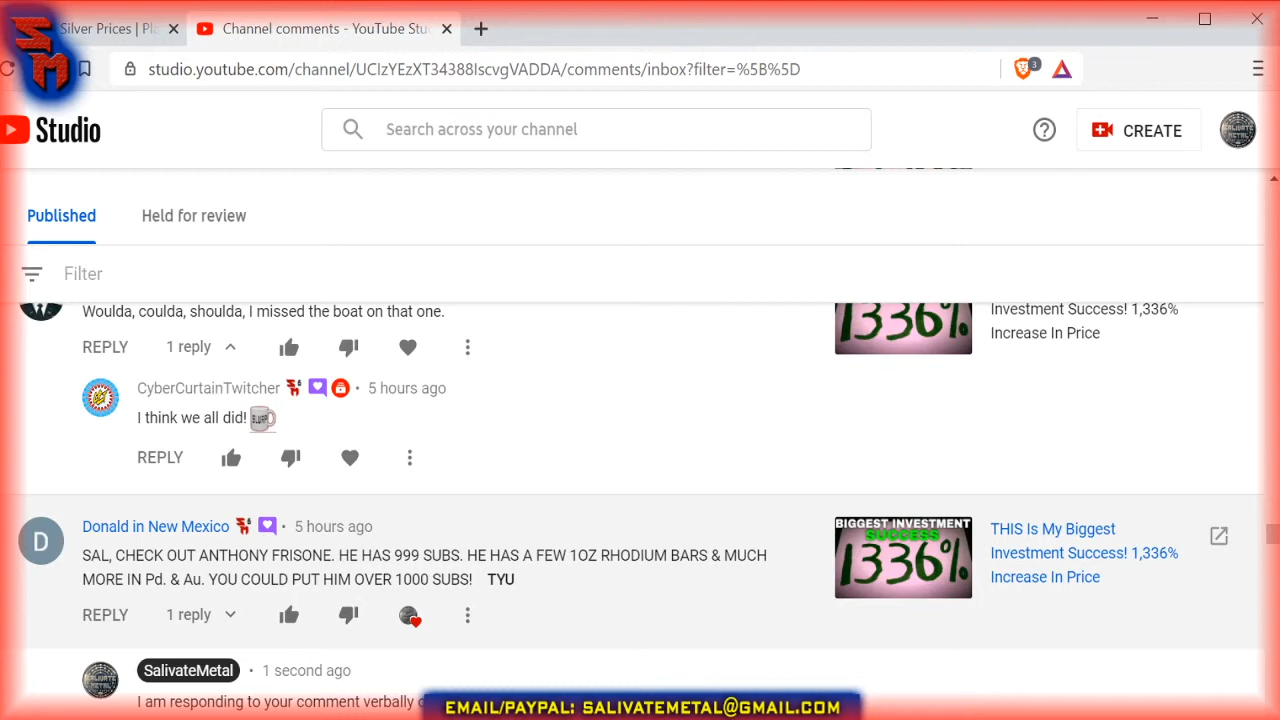 Silver Prices | Pl
Channel comments - YouTube Stu
studio.youtube.com/channel/UCIzYEzXT34388IscvgVADDA/comments/inbox?filter=%5B%5D
3
Studio
Search across your channel
CREATE
SALIVATE METAL
Published
Held for review
Filter
Woulda, coulda, shoulda, I missed the boat on that one.
REPLY 1 reply
1336%
Investment Success! 1,336%
Increase In Price
CyberCurtainTwitcher • 5 hours ago
I think we all did!
REPLY
D
Donald in New Mexico • 5 hours ago
SAL, CHECK OUT ANTHONY FRISONE. HE HAS 999 SUBS. HE HAS A FEW 1OZ RHODIUM BARS & MUCH
MORE IN Pd. & Au. YOU COULD PUT HIM OVER 1000 SUBS! TYU
REPLY 1 reply
BIGGEST INVESTMENT
SUCCESS
1336%
THIS Is My Biggest
Investment Success! 1,336%
Increase In Price
SalivateMetal • 1 second ago
I am responding to your comment verbally
EMAIL/PAYPAL: SALIVATEMETAL@GMAIL.COM